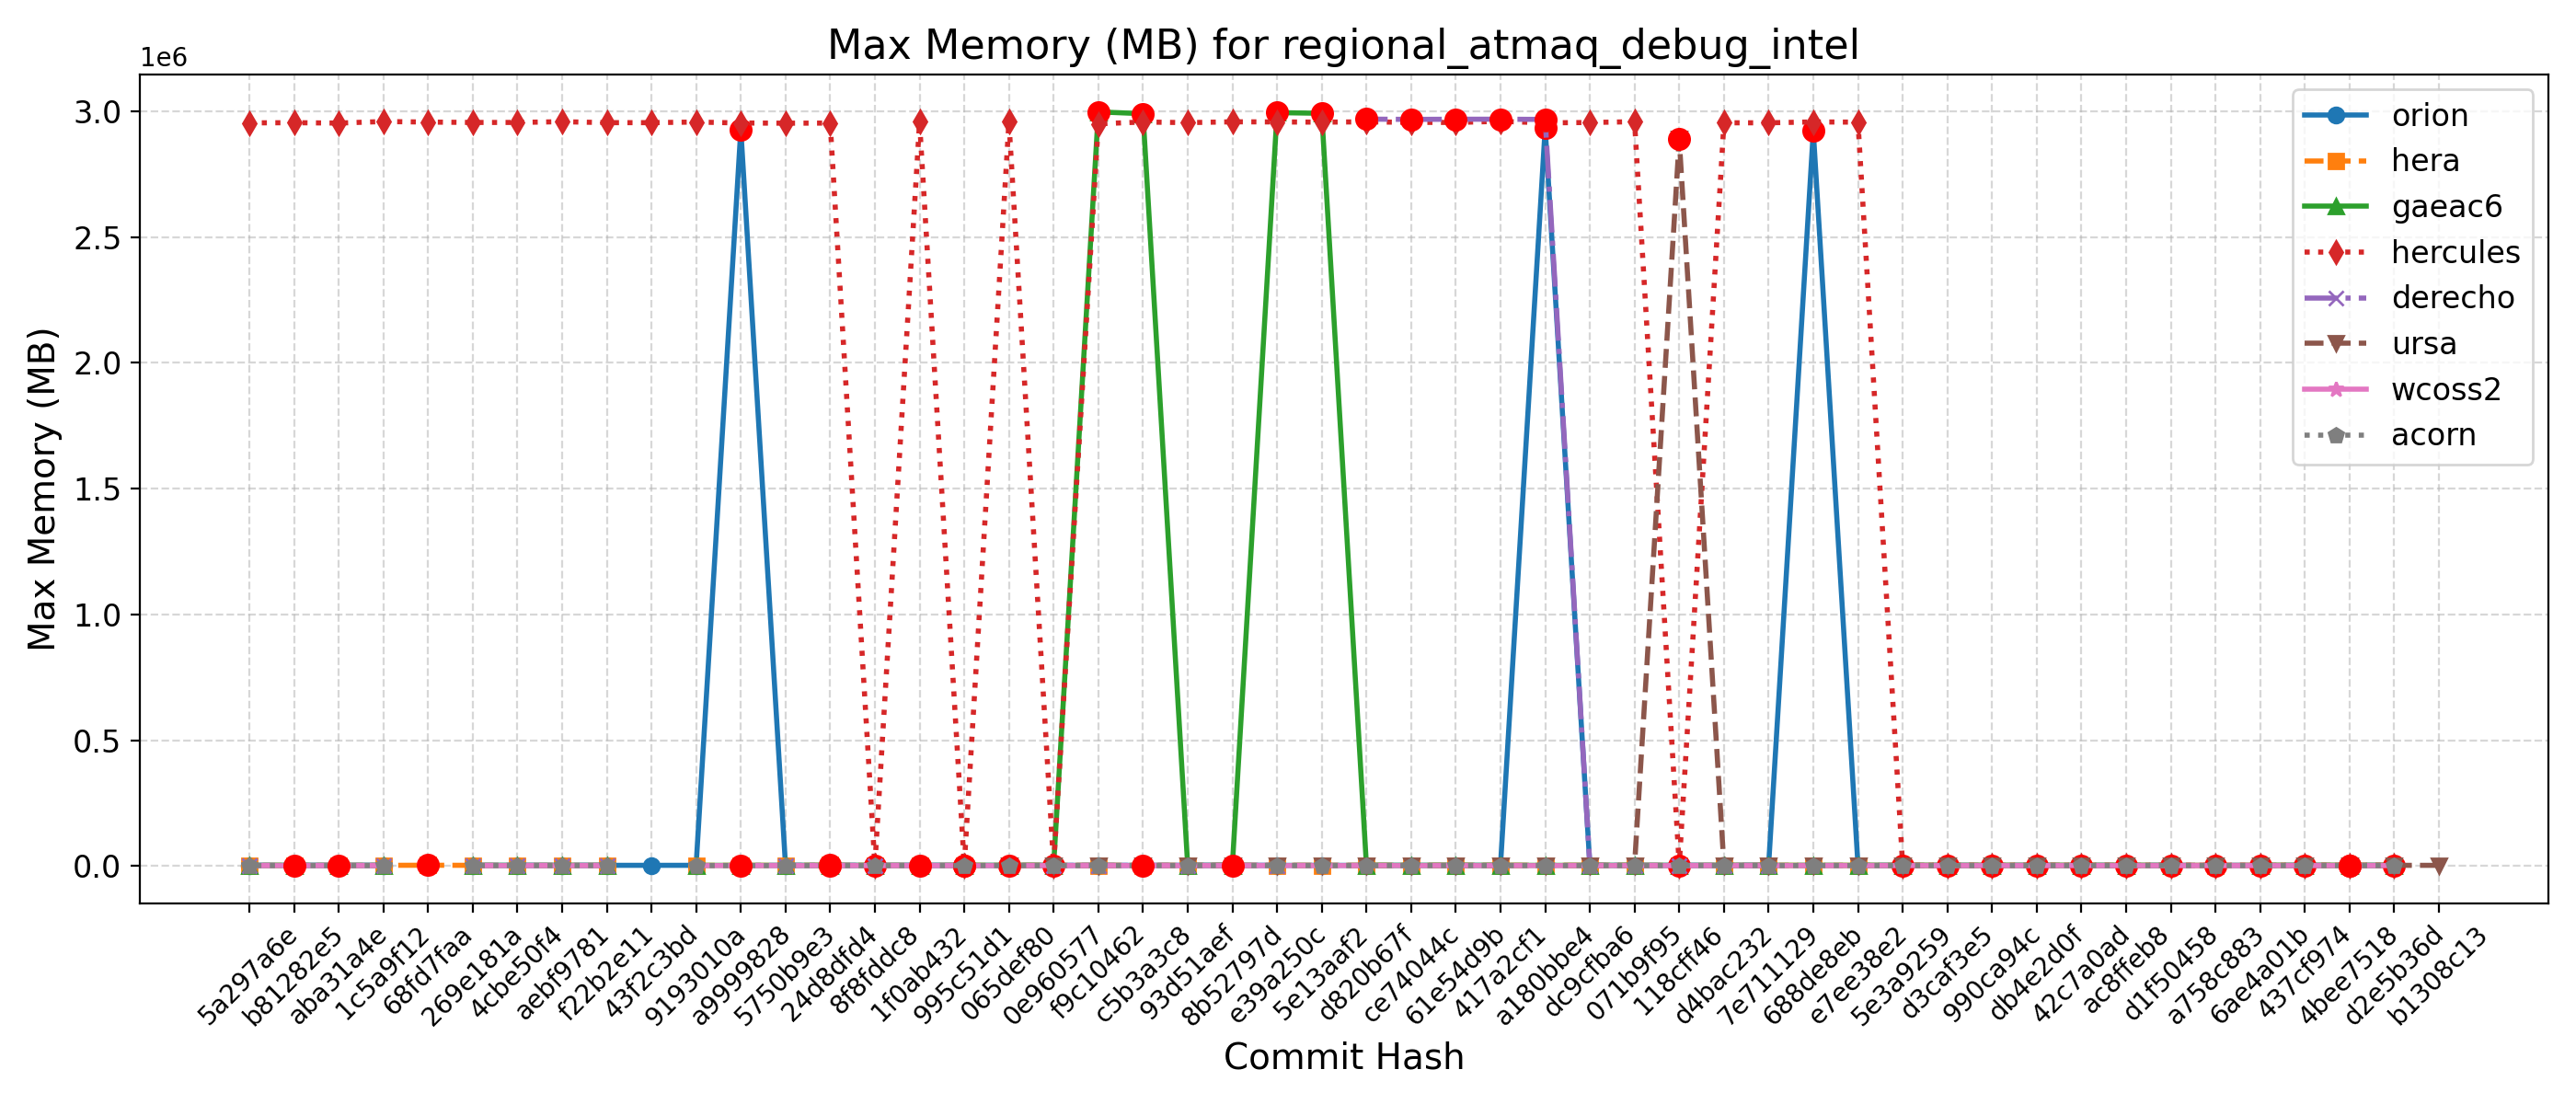 Max Memory (MB) for regional_atmaq_debug_intel
1e6
3.0
2.5
2.0
1.5
1.0
0.5
0.0
Max Memory (MB)
orion
hera
gaeac6
hercules
derecho
ursa
wcoss2
acorn
5a297a6e
b81282e5
aba31a4e
1c5a9f12
68fd7faa
269e181a
4cbe50f4
aebf9781
f22b2e11
43f2c3bd
9193010a
a9999828
5750b9e3
24d8dfd4
8f8fddc8
1f0ab432
995c51d1
065def80
0e960577
f9c10462
c5b3a3c8
93d51aef
8b52797d
e39a250c
5e13aaf2
d820b67f
ce74044c
61e54d9b
417a2cf1
a180bbe4
dc9cfba6
071b9f95
118cff46
d4bac232
7e711129
688de8eb
e7ee38e2
5e3a9259
d3caf3e5
990ca94c
db4e2d0f
42c7a0ad
ac8ffeb8
d1f50458
a758c883
6ae4a01b
437cf974
4bee7518
d2e5b36d
b1308c13
Commit Hash